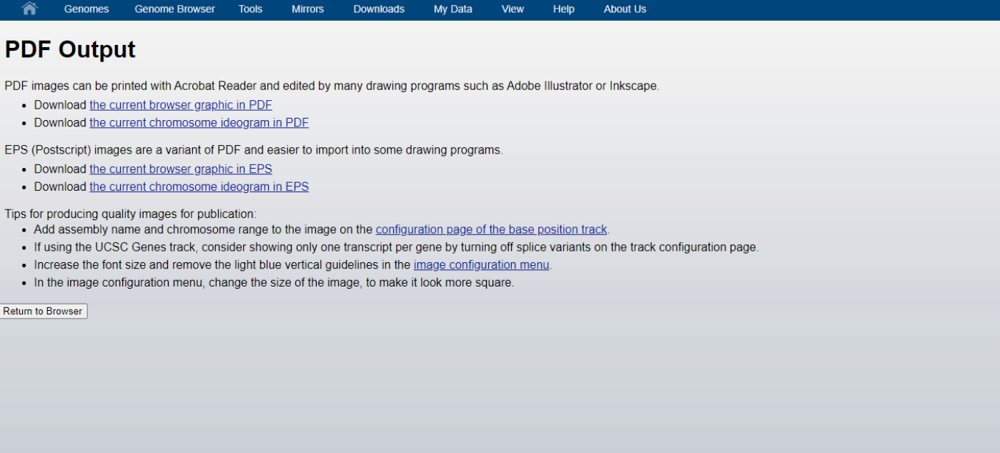 Genomes Genome Browser Tools Mirrors Downloads My Data View Help About Us
PDF Output
PDF images can be printed with Acrobat Reader and edited by many drawing programs such as Adobe Illustrator or Inkscape.
• Download the current browser graphic in PDF
• Download the current chromosome ideogram in PDF
EPS (Postscript) images are a variant of PDF and easier to import into some drawing programs.
• Download the current browser graphic in EPS
• Download the current chromosome ideogram in EPS
Tips for producing quality images for publication:
• Add assembly name and chromosome range to the image on the configuration page of the base position track.
• If using the UCSC Genes track, consider showing only one transcript per gene by turning off splice variants on the track configuration page.
• Increase the font size and remove the light blue vertical guidelines in the image configuration menu.
• In the image configuration menu, change the size of the image, to make it look more square.
Return to Browser